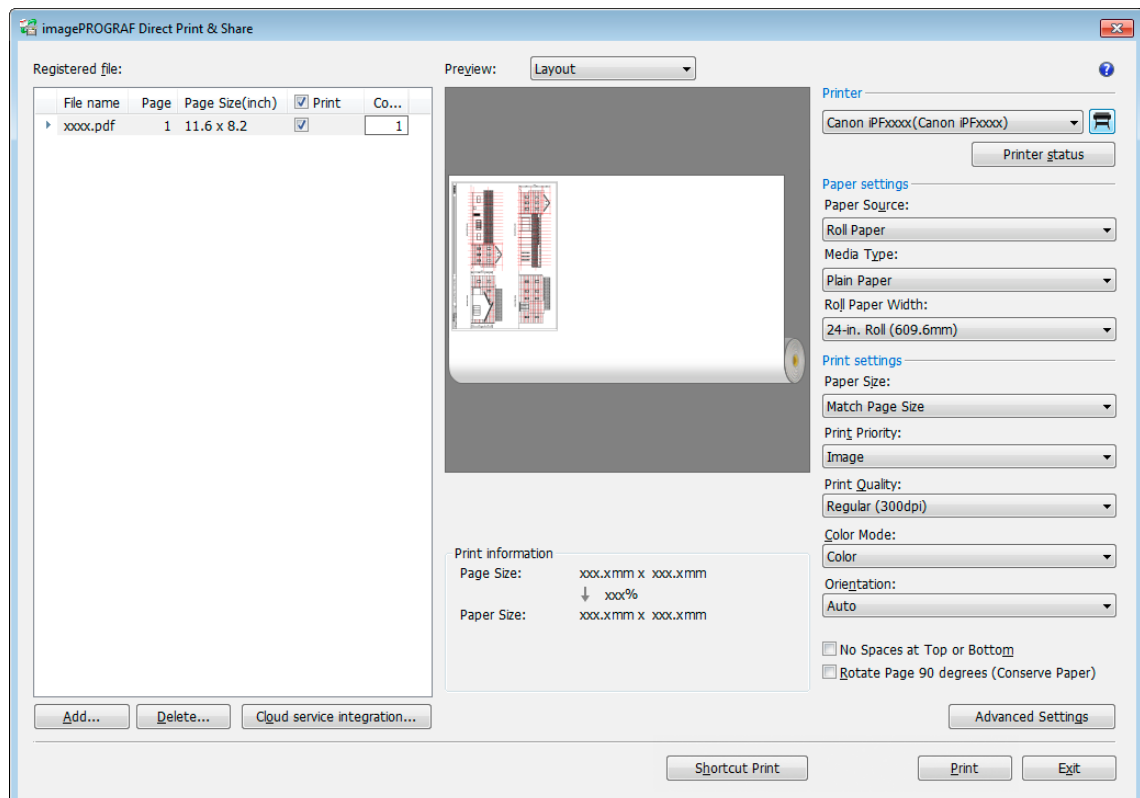 imagePROGRAF Direct Print & Share
Registered file:
File name Page Page Size(inch) Print Co...
xxxx.pdf 1 11.6 x 8.2 1
Add... Delete... Cloud service integration...
Preview: Layout
Print information
Page Size: xxx.xmm x xxx.xmm
↓ xxx%
Paper Size: xxx.xmm x xxx.xmm
Printer
Canon iPFxxxx(Canon iPFxxxx)
Printer status
Paper settings
Paper Source:
Roll Paper
Media Type:
Plain Paper
Roll Paper Width:
24-in. Roll (609.6mm)
Print settings
Paper Size:
Match Page Size
Print Priority:
Image
Print Quality:
Regular (300dpi)
Color Mode:
Color
Orientation:
Auto
No Spaces at Top or Bottom
Rotate Page 90 degrees (Conserve Paper)
Advanced Settings
Shortcut Print Print Exit